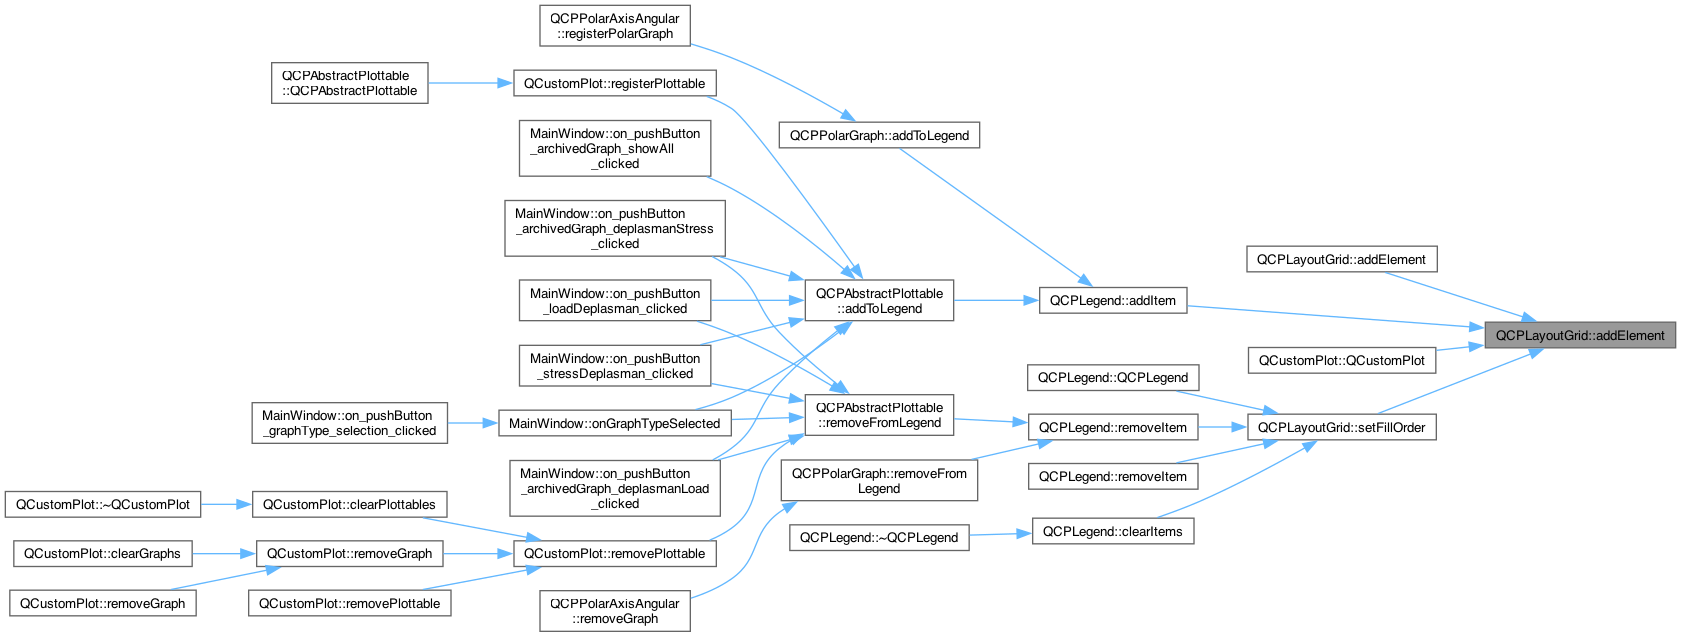 QCPPolarAxisAngular
::registerPolarGraph
QCPAbstractPlottable
::QCPAbstractPlottable
QCustomPlot::registerPlottable
MainWindow::on_pushButton
_archivedGraph_showAll
_clicked
QCPPolarGraph::addToLegend
MainWindow::on_pushButton
_archivedGraph_deplasmanStress
_clicked
QCPLayoutGrid::addElement
MainWindow::on_pushButton
_loadDeplasman_clicked
QCPAbstractPlottable
::addToLegend
QCPLegend::addItem
QCPLayoutGrid::addElement
MainWindow::on_pushButton
_stressDeplasman_clicked
QCustomPlot::QCustomPlot
QCPLegend::QCPLegend
MainWindow::on_pushButton
_graphType_selection_clicked
MainWindow::onGraphTypeSelected
QCPAbstractPlottable
::removeFromLegend
QCPLegend::removeItem
QCPLayoutGrid::setFillOrder
MainWindow::on_pushButton
_archivedGraph_deplasmanLoad
_clicked
QCPPolarGraph::removeFrom
Legend
QCPLegend::removeItem
QCustomPlot::~QCustomPlot
QCustomPlot::clearPlottables
QCPLegend::~QCPLegend
QCPLegend::clearItems
QCustomPlot::clearGraphs
QCustomPlot::removeGraph
QCustomPlot::removePlottable
QCustomPlot::removeGraph
QCustomPlot::removePlottable
QCPPolarAxisAngular
::removeGraph